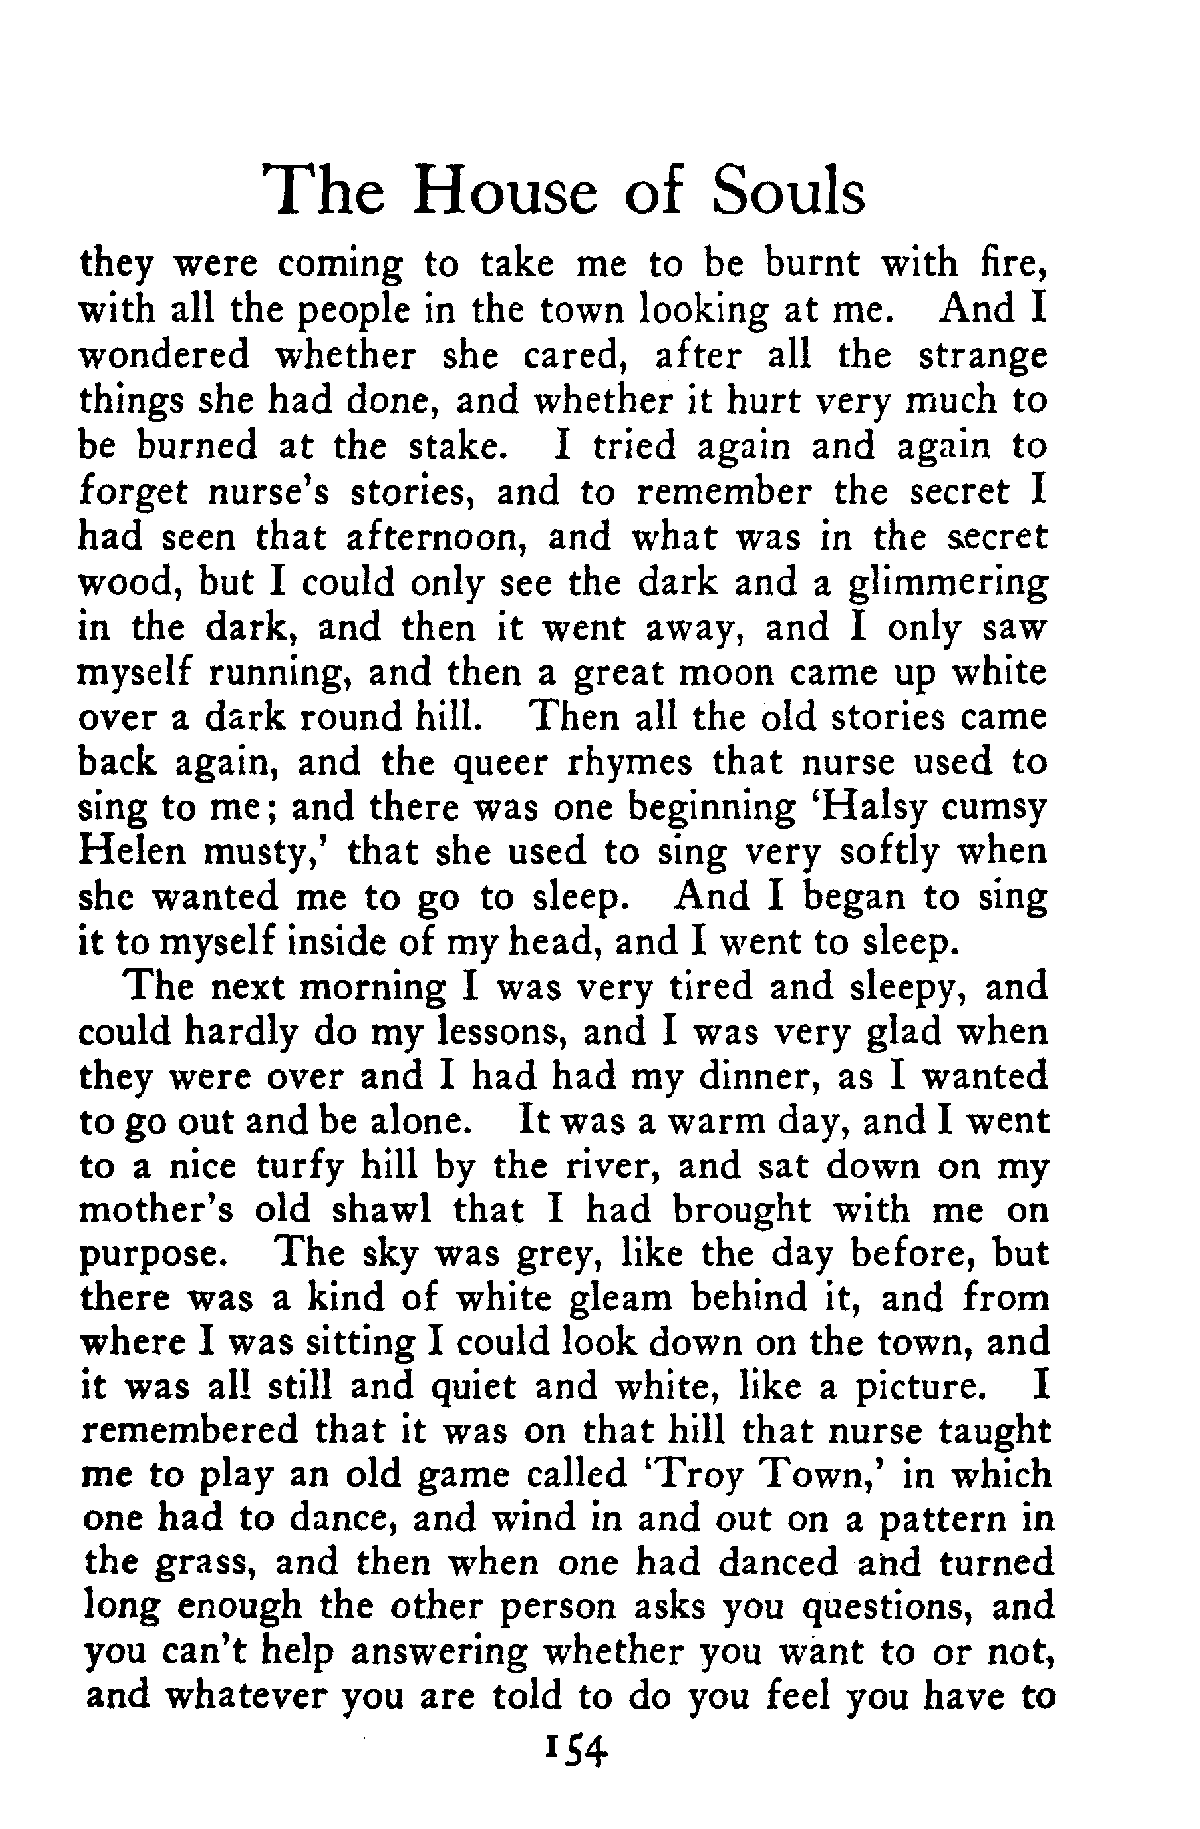 The House of Souls
they were coming to take me to be burnt with fire,
with all the people in the town looking at me. And I
wondered whether she cared, after all the strange
things she had done, and whether it hurt very much to
be burned at the stake. I tried again and again to
forget nurse's stories, and to remember the secret I
had seen that afternoon, and what was in the secret
wood, but I could only see the dark and a glimmering
in the dark, and then it went away, and I only saw
myself running, and then a great moon came up white
over a dark round hill. Then all the old stories came
back again, and the queer rhymes that nurse used to
sing to me; and there was one beginning 'Halsy cumsy
Helen musty,' that she used to sing very softly when
she wanted me to go to sleep. And I began to sing
it to myself inside of my head, and I went to sleep.
The next morning I was very tired and sleepy, and
could hardly do my lessons, and I was very glad when
they were over and I had had my dinner, as I wanted
to go out and be alone. It was a warm day, and I went
to a nice turfy hill by the river, and sat down on my
mother's old shawl that I had brought with me on
purpose. The sky was grey, like the day before, but
there was a kind of white gleam behind it, and from
where I was sitting I could look down on the town, and
it was all still and quiet and white, like a picture. I
remembered that it was on that hill that nurse taught
me to play an old game called 'Troy Town,' in which
one had to dance, and wind in and out on a pattern in
the grass, and then when one had danced and turned
long enough the other person asks you questions, and
you can't help answering whether you want to or not,
and whatever you are told to do you feel you have to
154